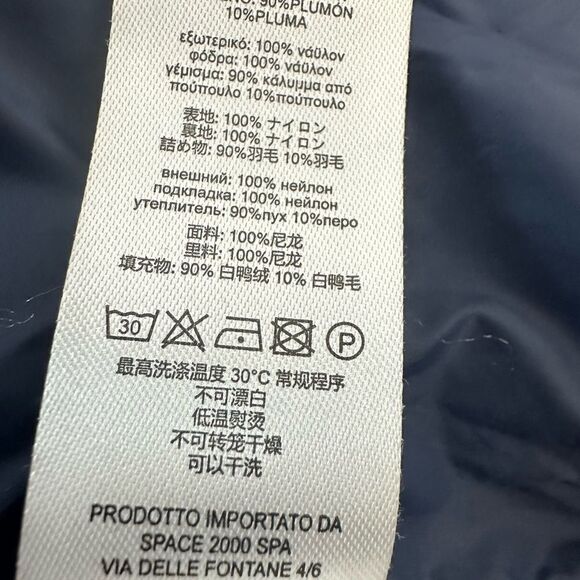 90%PLUMÓN
10%PLUMA
εξωτερικό: 100% νάϋλον
φόδρα: 100% νάϋλον
γέμισμα: 90% κάλυμμα από
πούπουλο 10%πούπουλο
表地: 100% ナイロン
裏地: 100% ナイロン
詰め物: 90%羽毛 10%羽毛
внешний: 100% нейлон
подкладка: 100% нейлон
утеплитель: 90%пух 10%перо
面料: 100%尼龙
里料: 100%尼龙
填充物: 90% 白鸭绒 10% 白鸭毛
30 P
最高洗涤温度 30°C 常规程序
不可漂白
低温熨烫
不可转笼干燥
可以干洗
PRODOTTO IMPORTATO DA
SPACE 2000 SPA
VIA DELLE FONTANE 4/6